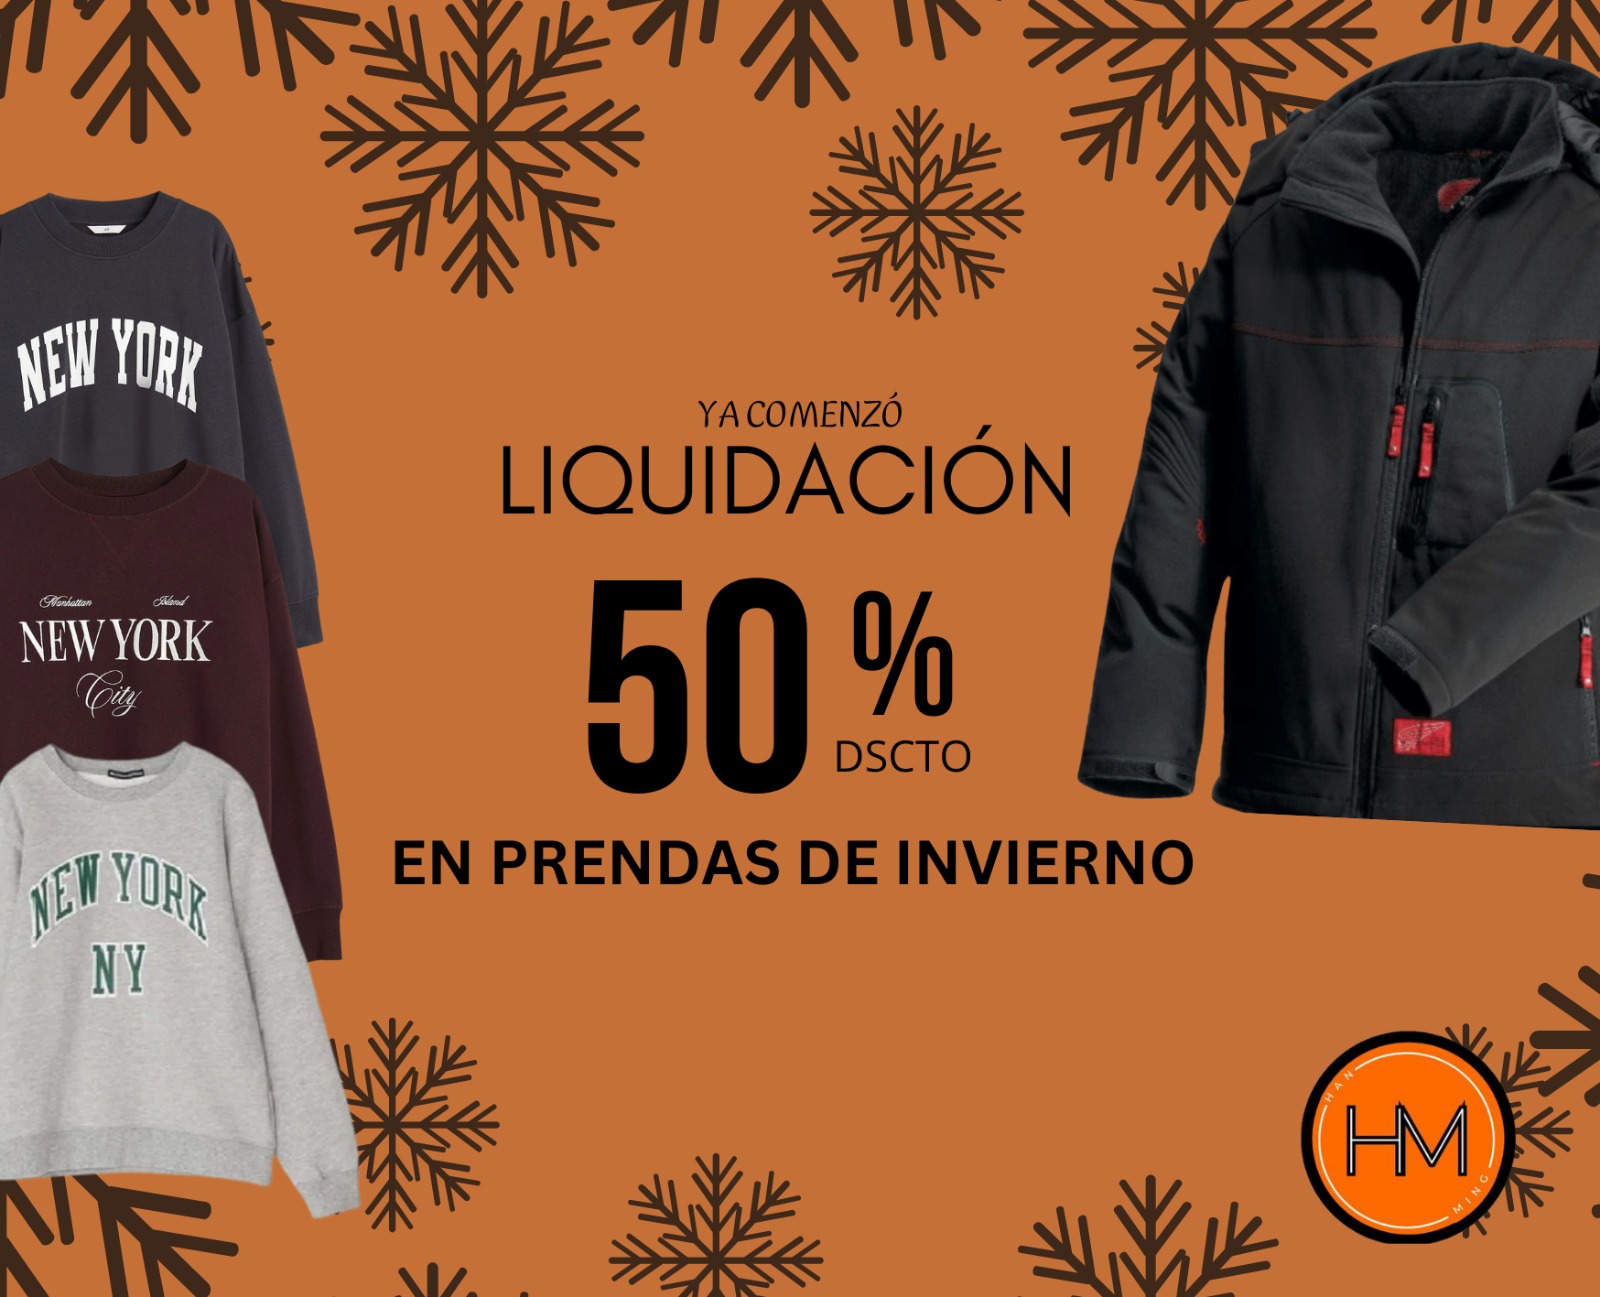 NEW YORK
Manhattan Island
NEW YORK
City
NEW YORK
NY
YA COMENZÓ
LIQUIDACIÓN
50 %
DSCTO
EN PRENDAS DE INVIERNO
HAN
HM
MING